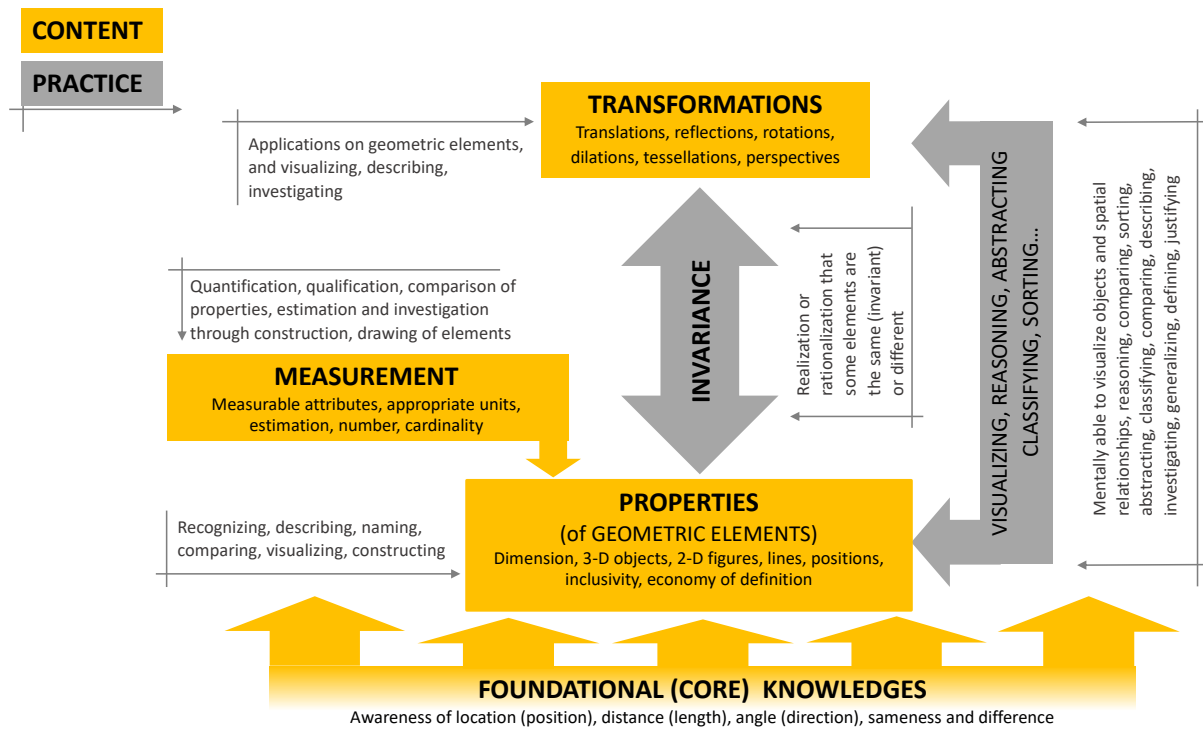 CONTENT
PRACTICE
TRANSFORMATIONS
Translations, reflections, rotations,
dilations, tessellations, perspectives
Applications on geometric elements,
and visualizing, describing,
investigating
Quantification, qualification, comparison of
properties, estimation and investigation
through construction, drawing of elements
MEASUREMENT
Measurable attributes, appropriate units,
estimation, number, cardinality
INVARIANCE
Realization or
rationalization that
some elements are
the same (invariant)
or different
VISUALIZING, REASONING, ABSTRACTING
CLASSIFYING, SORTING...
Mentally able to visualize objects and spatial
relationships, reasoning, comparing, sorting,
abstracting, classifying, comparing, describing,
investigating, generalizing, defining, justifying
PROPERTIES
(of GEOMETRIC ELEMENTS)
Dimension, 3-D objects, 2-D figures, lines, positions,
inclusivity, economy of definition
Recognizing, describing, naming,
comparing, visualizing, constructing
FOUNDATIONAL (CORE) KNOWLEDGES
Awareness of location (position), distance (length), angle (direction), sameness and difference